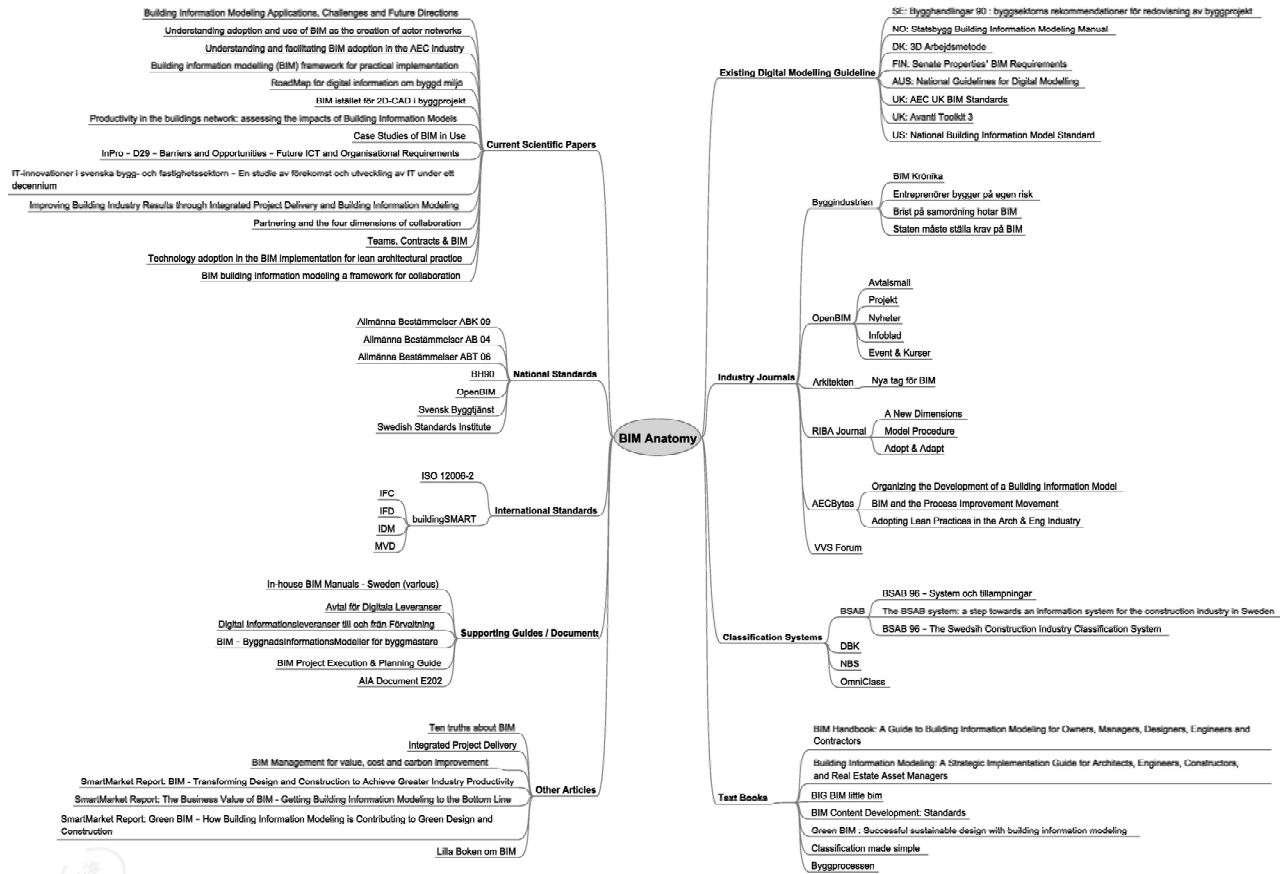 Building Information Modeling Applications, Challenges and Future Directions
Understanding adoption and use of BIM as the creation of actor networks
Understanding and facilitating BIM adoption in the AEC industry
Building information modelling (BIM) framework for practical implementation
RoadMap för digital information om byggd miljö
BIM istället för 2D-CAD i byggprojekt
Productivity in the buildings network: assessing the impacts of Building Information Models
Case Studies of BIM in Use
InPro – D29 – Barriers and Opportunities – Future ICT and Organisational Requirements
IT-innovationer i svenska bygg- och fastighetssektorn – En studie av förekomst och utveckling av IT under ett
decennium
Improving Building Industry Results through Integrated Project Delivery and Building Information Modeling
Partnering and the four dimensions of collaboration
Teams, Contracts & BIM
Technology adoption in the BIM implementation for lean architectural practice
BIM building information modeling a framework for collaboration
Current Scientific Papers
Allmänna Bestämmelser ABK 09
Allmänna Bestämmelser AB 04
Allmänna Bestämmelser ABT 06
BH90
OpenBIM
Svensk Byggtjänst
Swedish Standards Institute
National Standards
ISO 12006-2
IFC
IFD
IDM
MVD
buildingSMART
International Standards
In-house BIM Manuals - Sweden (various)
Avtal för Digitala Leveranser
Digital Informationsleveranser till och från Förvaltning
BIM – ByggnadsInformationsModeller för byggmästare
BIM Project Execution & Planning Guide
AIA Document E202
Supporting Guides / Documents
Ten truths about BIM
Integrated Project Delivery
BIM Management for value, cost and carbon improvement
SmartMarket Report: BIM - Transforming Design and Construction to Achieve Greater Industry Productivity
SmartMarket Report: The Business Value of BIM - Getting Building Information Modeling to the Bottom Line
SmartMarket Report: Green BIM – How Building Information Modeling is Contributing to Green Design and
Construction
Lilla Boken om BIM
Other Articles
BIM Anatomy
Existing Digital Modelling Guideline
SE: Bygghandlingar 90 : byggsektorns rekommendationer för redovisning av byggprojekt
NO: Statsbygg Building Information Modeling Manual
DK: 3D Arbejdsmetode
FIN: Senate Properties' BIM Requirements
AUS: National Guidelines for Digital Modelling
UK: AEC UK BIM Standards
UK: Avanti Toolkit 3
US: National Building Information Model Standard
Industry Journals
Byggindustrien
BIM Krönika
Entreprenörer bygger på egen risk
Brist på samordning hotar BIM
Staten måste ställa krav på BIM
OpenBIM
Avtalsmall
Projekt
Nyheter
Infoblad
Event & Kurser
Arkitekten
Nya tag för BIM
RIBA Journal
A New Dimensions
Model Procedure
Adopt & Adapt
AECBytes
Organizing the Development of a Building Information Model
BIM and the Process Improvement Movement
Adopting Lean Practices in the Arch & Eng Industry
VVS Forum
Classification Systems
BSAB
BSAB 96 – System och tillampningar
The BSAB system: a step towards an information system for the construction industry in Sweden
BSAB 96 – The Swedsih Construction Industry Classification System
DBK
NBS
OmniClass
Text Books
BIM Handbook: A Guide to Building Information Modeling for Owners, Managers, Designers, Engineers and
Contractors
Building Information Modeling: A Strategic Implementation Guide for Architects, Engineers, Constructors,
and Real Estate Asset Managers
BIG BIM little bim
BIM Content Development: Standards
Green BIM : Successful sustainable design with building information modeling
Classification made simple
Byggprocessen